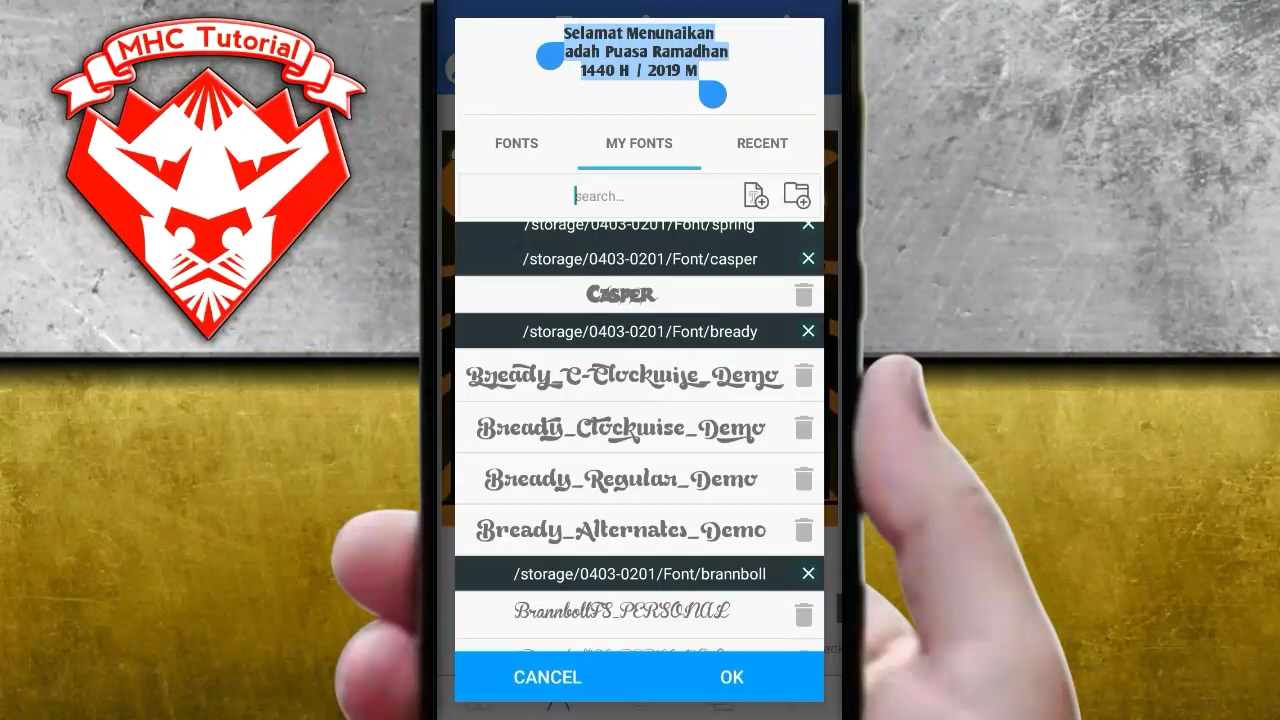 MHC Tutorial
Selamat Menunaikan
adah Puasa Ramadhan
1440 H / 2019 M
FONTS
MY FONTS
RECENT
search...
/storage/0403-0201/Font/spring
/storage/0403-0201/Font/casper
CASPER
/storage/0403-0201/Font/bready
Bready_C-Clockwise_Demo
Bready_Clockwise_Demo
Bready_Regular_Demo
Bready_Alternates_Demo
/storage/0403-0201/Font/brannboll
BrannbollFS_PERSONAL
CANCEL
OK